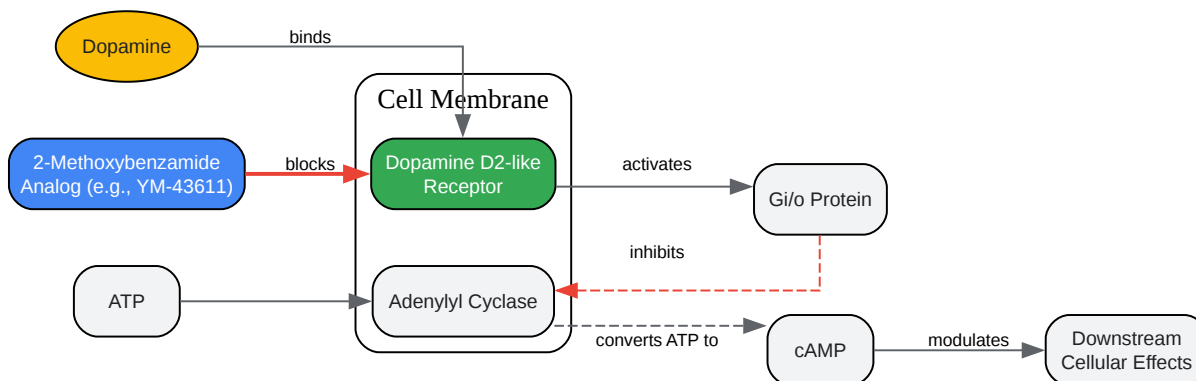 Dopamine
binds
Cell Membrane
2-Methoxybenzamide
Analog (e.g., YM-43611)
blocks
Dopamine D2-like
Receptor
activates
Gi/o Protein
inhibits
ATP
Adenylyl Cyclase
converts ATP to
cAMP
modulates
Downstream
Cellular Effects